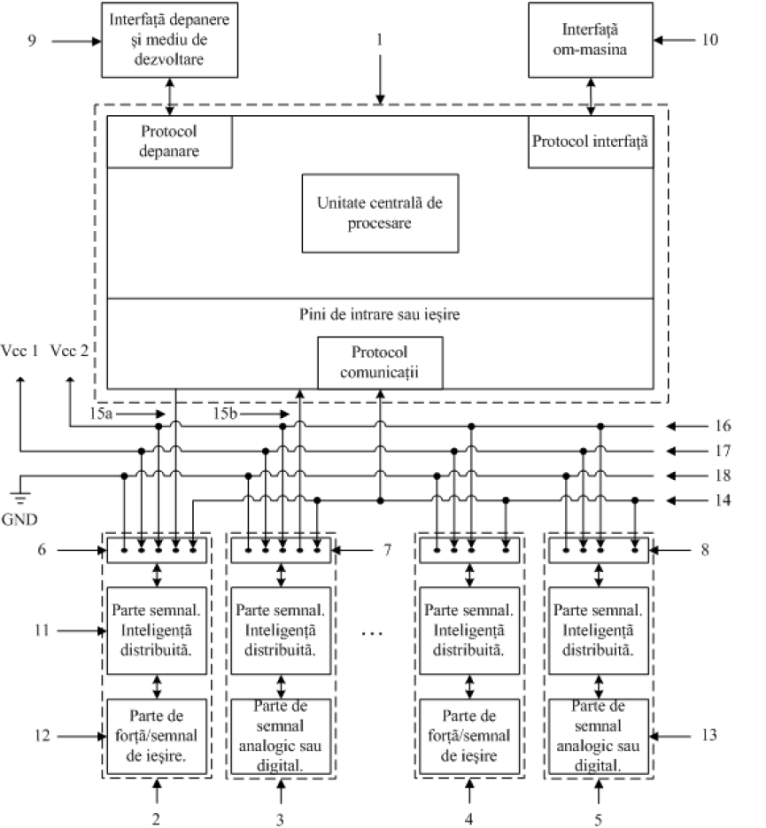 Interfață depanere
și mediu de
dezvoltare
9
1
Interfață
om-masina
10
Protocol
depanare
Protocol interfață
Unitate centrală de
procesare
Pini de intrare sau ieşire
Protocol
comunicații
Vcc 1
Vcc 2
15a
15b
16
17
18
14
GND
6
7
8
11
Parte semnal.
Inteligență
distribuită.
Parte semnal.
Inteligență
distribuită.
...
Parte semnal.
Inteligență
distribuită.
Parte semnal.
Inteligență
distribuită.
12
Parte de
forță/semnal
de ieşire.
Parte de
semnal
analogic sau
digital.
Parte de
forță/semnal
de ieşire
Parte de
semnal
analogic sau
digital.
13
2
3
4
5